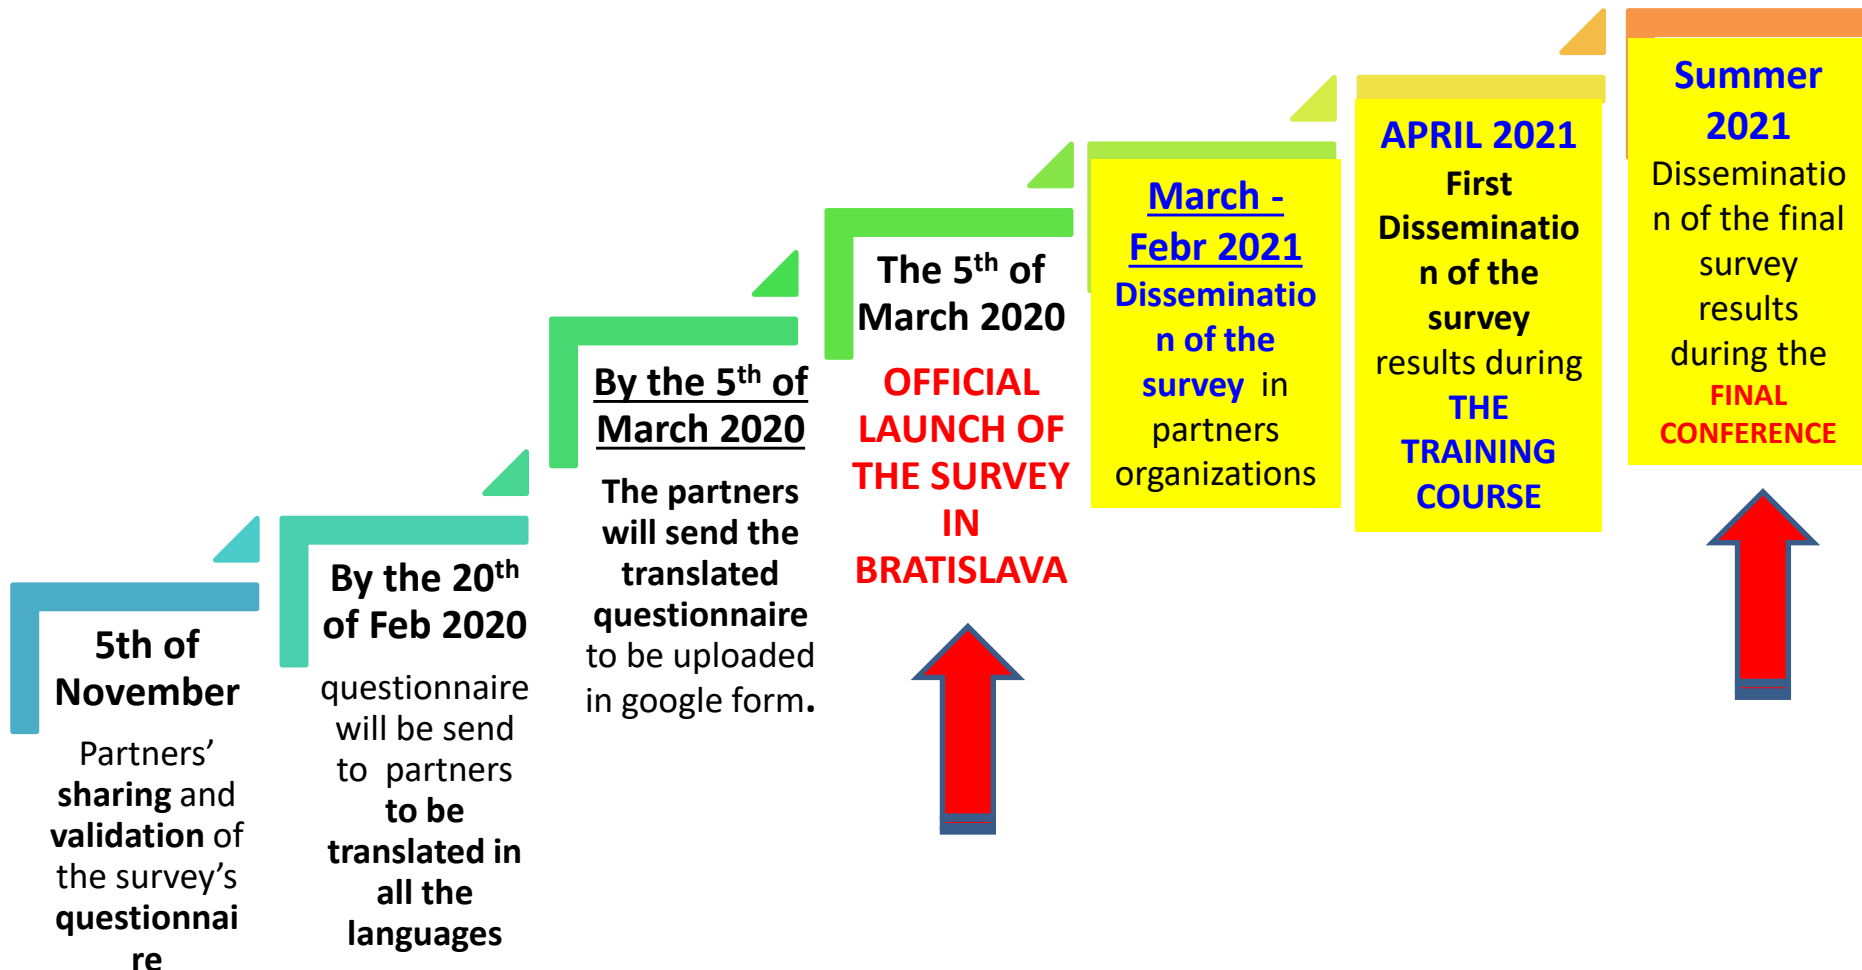 5th of
November
Partners’
sharing and
validation of
the survey’s
questionnai
re
By the 20th
of Feb 2020
questionnaire
will be send
to partners
to be
translated in
all the
languages
By the 5th of
March 2020
The partners
will send the
translated
questionnaire
to be uploaded
in google form.
The 5th of
March 2020
OFFICIAL
LAUNCH OF
THE SURVEY
IN
BRATISLAVA
March -
Febr 2021
Disseminatio
n of the
survey in
partners
organizations
APRIL 2021
First
Disseminatio
n of the
survey
results during
THE
TRAINING
COURSE
Summer
2021
Disseminatio
n of the final
survey
results
during the
FINAL
CONFERENCE